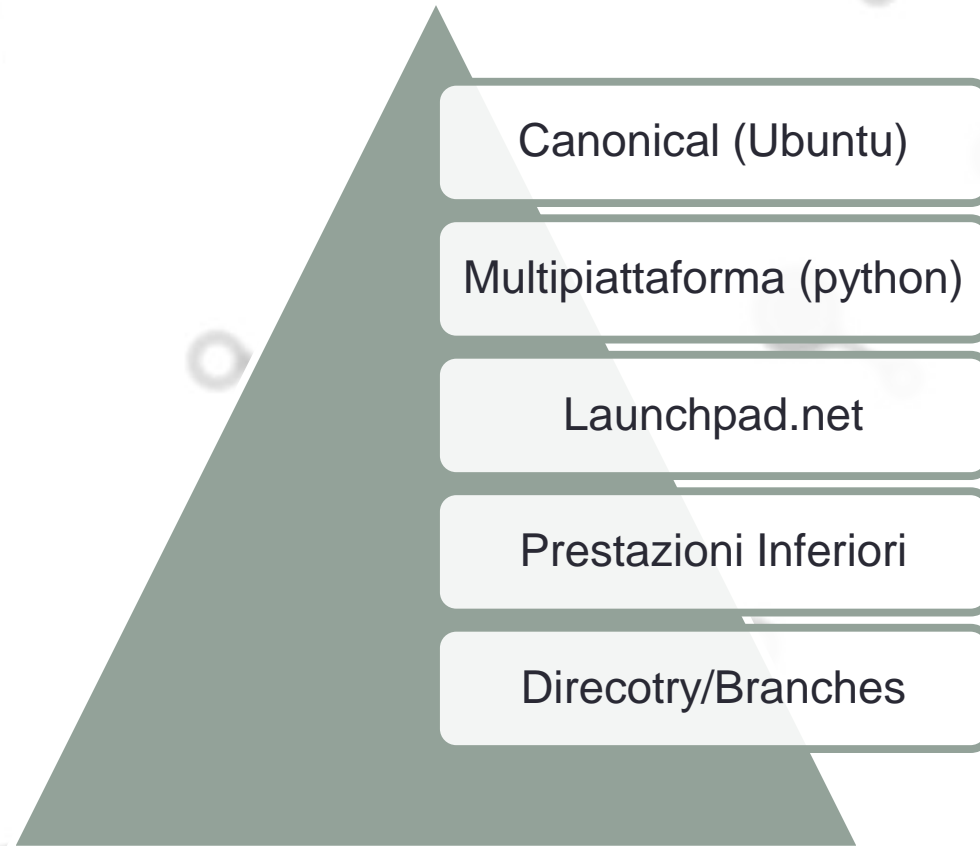 Canonical (Ubuntu)
Multipiattaforma (python)
Launchpad.net
Prestazioni Inferiori
Direcotry/Branches